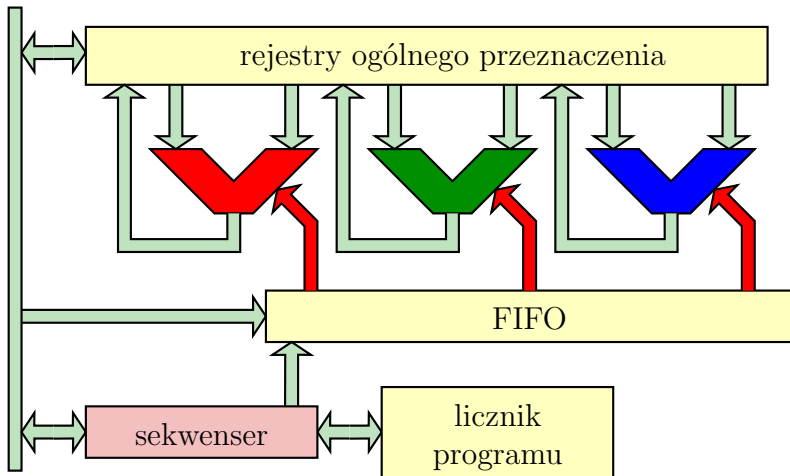 rejestry ogólnego przeznaczenia
FIFO
sekwenser
licznik
programu